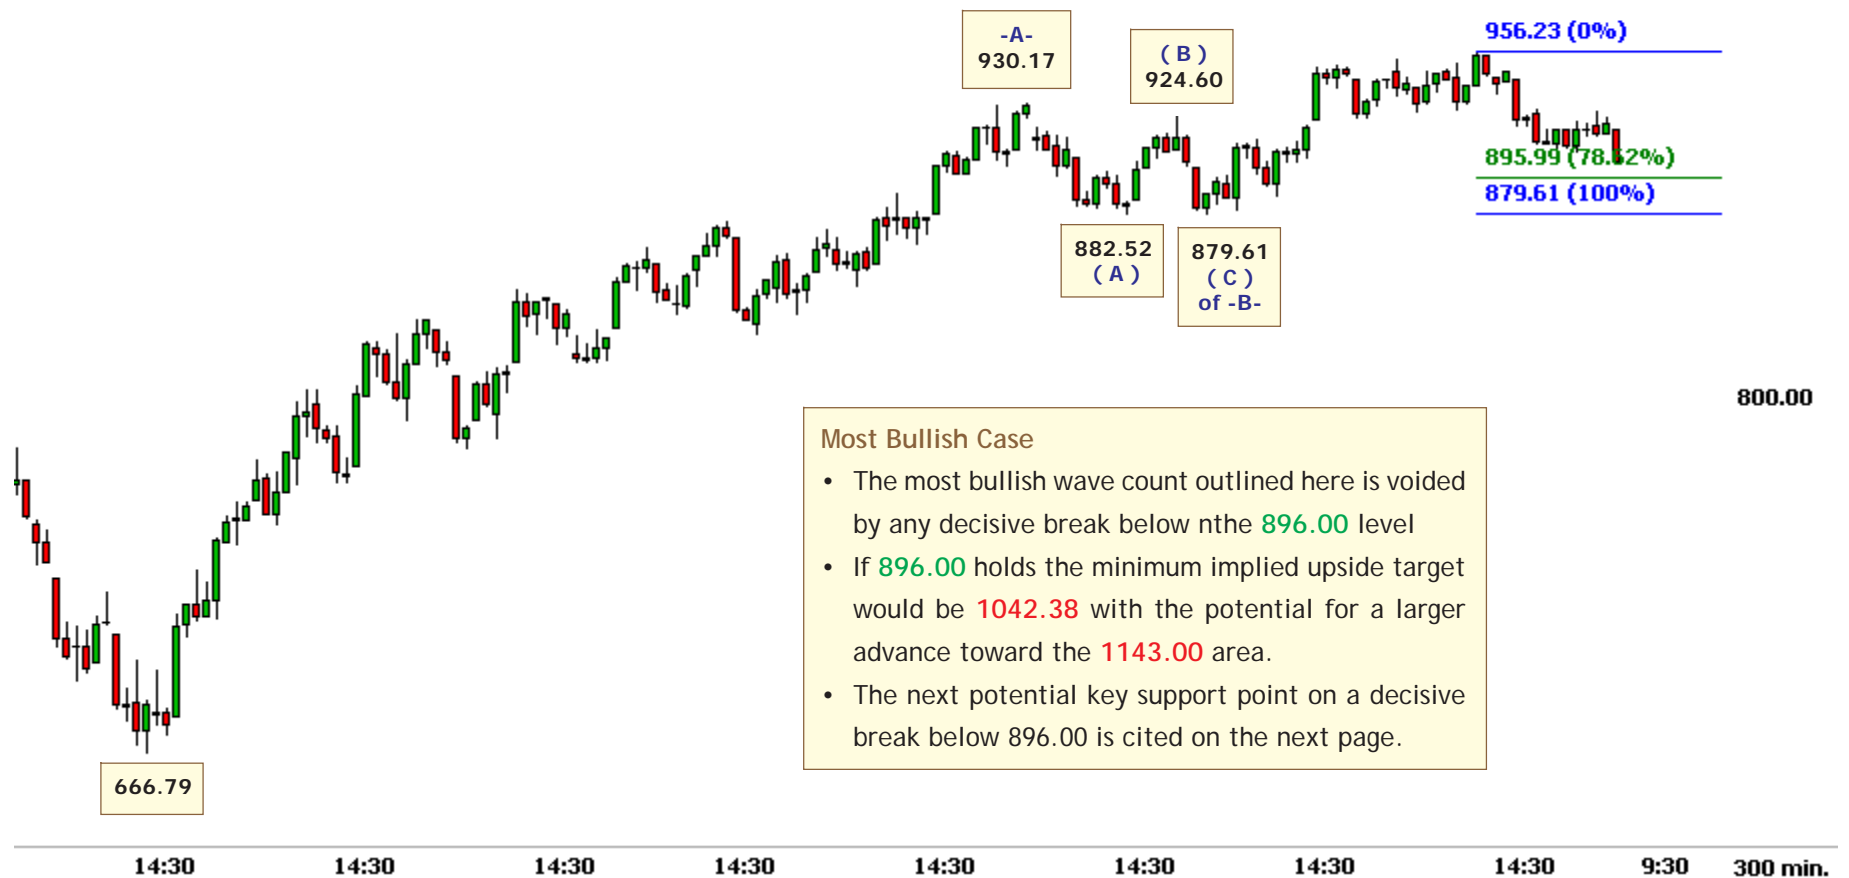 956.23 (0%)
-A-
930.17
( B )
924.60
895.99 (78.62%)
879.61 (100%)
882.52
( A )
879.61
( C )
of -B-
800.00
Most Bullish Case
• The most bullish wave count outlined here is voided
by any decisive break below nthe 896.00 level
• If 896.00 holds the minimum implied upside target
would be 1042.38 with the potential for a larger
advance toward the 1143.00 area.
• The next potential key support point on a decisive
break below 896.00 is cited on the next page.
666.79
14:30 14:30 14:30 14:30 14:30 14:30 14:30 14:30 9:30 300 min.